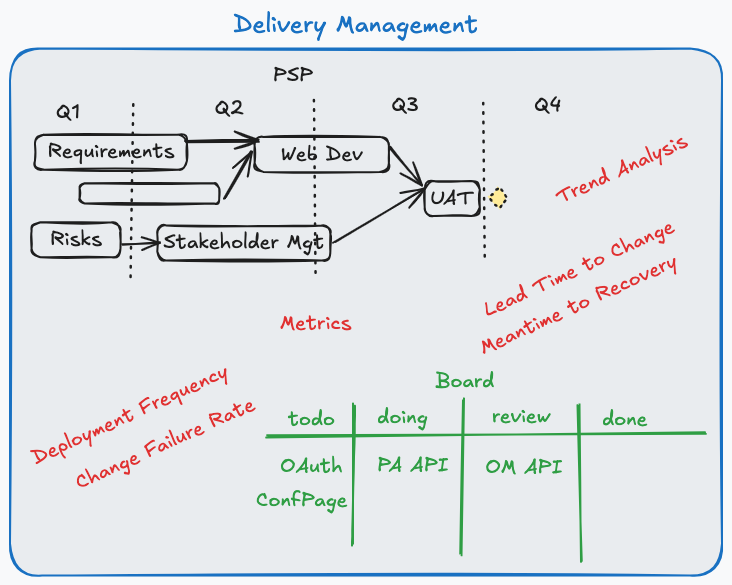 Delivery Management
PSP
Q1 Q2 Q3 Q4
Requirements
Web Dev
Trend Analysis
UAT
Risks
Stakeholder Mgt
Lead Time to Change
Meantime to Recovery
Metrics
Deployment Frequency
Change Failure Rate
Board
todo doing review done
OAuth PA API OM API
ConfPage